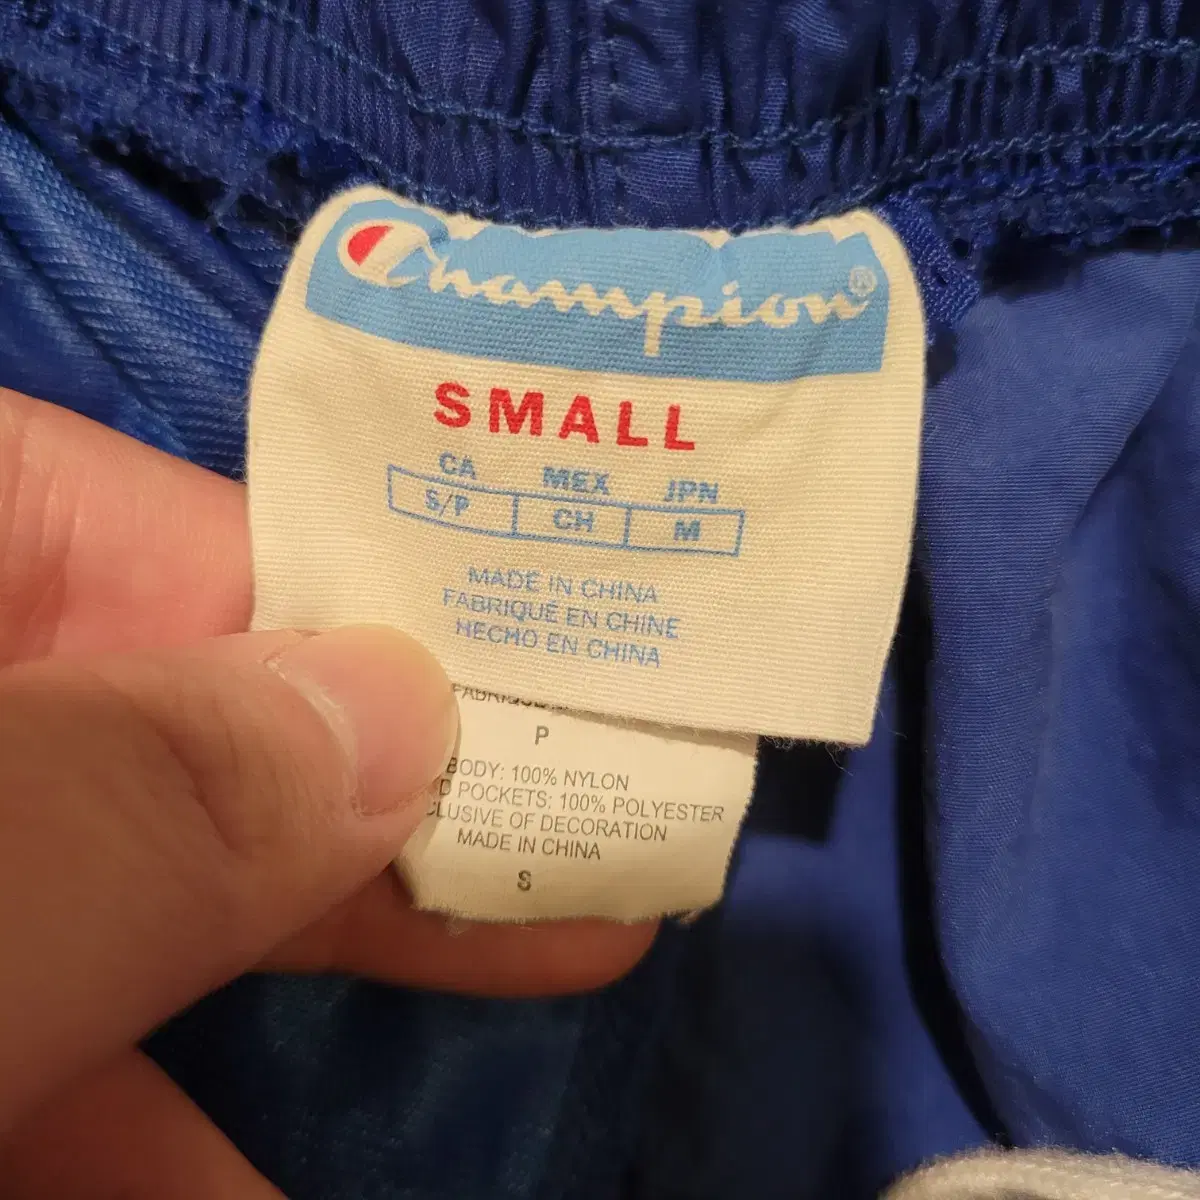 Champion®
SMALL
CA MEX JPN
S/P CH M
MADE IN CHINA
FABRIQUÉ EN CHINE
HECHO EN CHINA
P
BODY: 100% NYLON
POCKETS: 100% POLYESTER
OF DECORATION
MADE IN CHINA
S